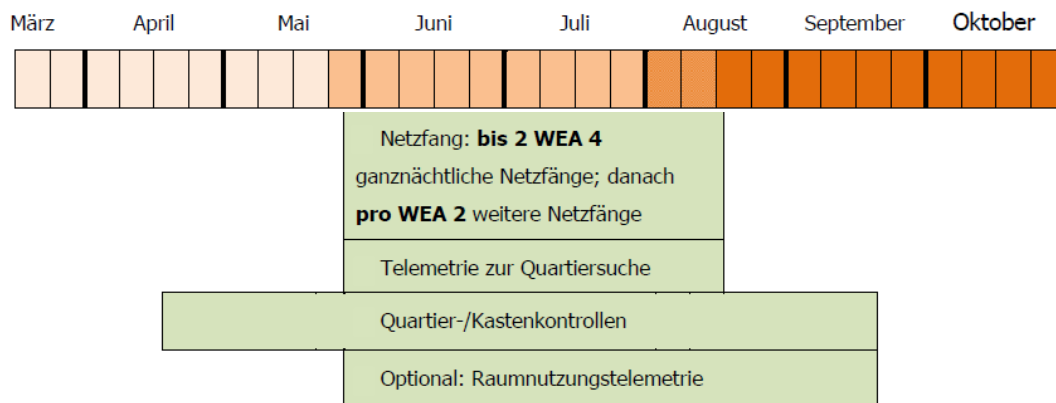 März April Mai Juni Juli August September Oktober
Netzfang: bis 2 WEA 4
ganznächtliche Netzfänge; danach
pro WEA 2 weitere Netzfänge
Telemetrie zur Quartiersuche
Quartier-/Kastenkontrollen
Optional: Raumnutzungstelemetrie